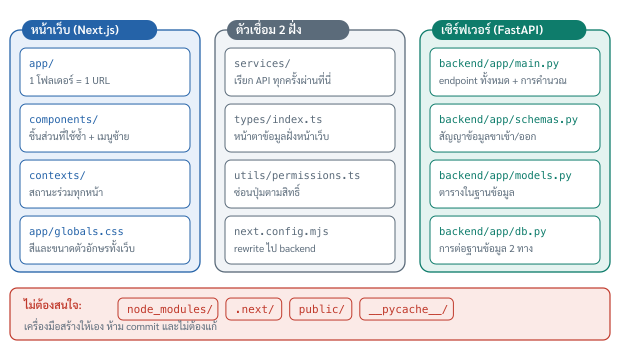 หน้าเว็บ (Next.js)
app/
1 โฟลเดอร์ = 1 URL
components/
ชิ้นส่วนที่ใช้ซ้ำ + เมนูซ้าย
contexts/
สถานะร่วมทุกหน้า
app/globals.css
สีและขนาดตัวอักษรทั้งเว็บ
ตัวเชื่อม 2 ฝั่ง
services/
เรียก API ทุกครั้งผ่านที่นี่
types/index.ts
หน้าตาข้อมูลฝั่งหน้าเว็บ
utils/permissions.ts
ซ่อนปุ่มตามสิทธิ์
next.config.mjs
rewrite ไป backend
เซิร์ฟเวอร์ (FastAPI)
backend/app/main.py
endpoint ทั้งหมด + การคำนวณ
backend/app/schemas.py
สัญญาข้อมูลขาเข้า/ออก
backend/app/models.py
ตารางในฐานข้อมูล
backend/app/db.py
การต่อฐานข้อมูล 2 ทาง
ไม่ต้องสนใจ: node_modules/ .next/ public/ __pycache__/
เครื่องมือสร้างให้เอง ห้าม commit และไม่ต้องแก้